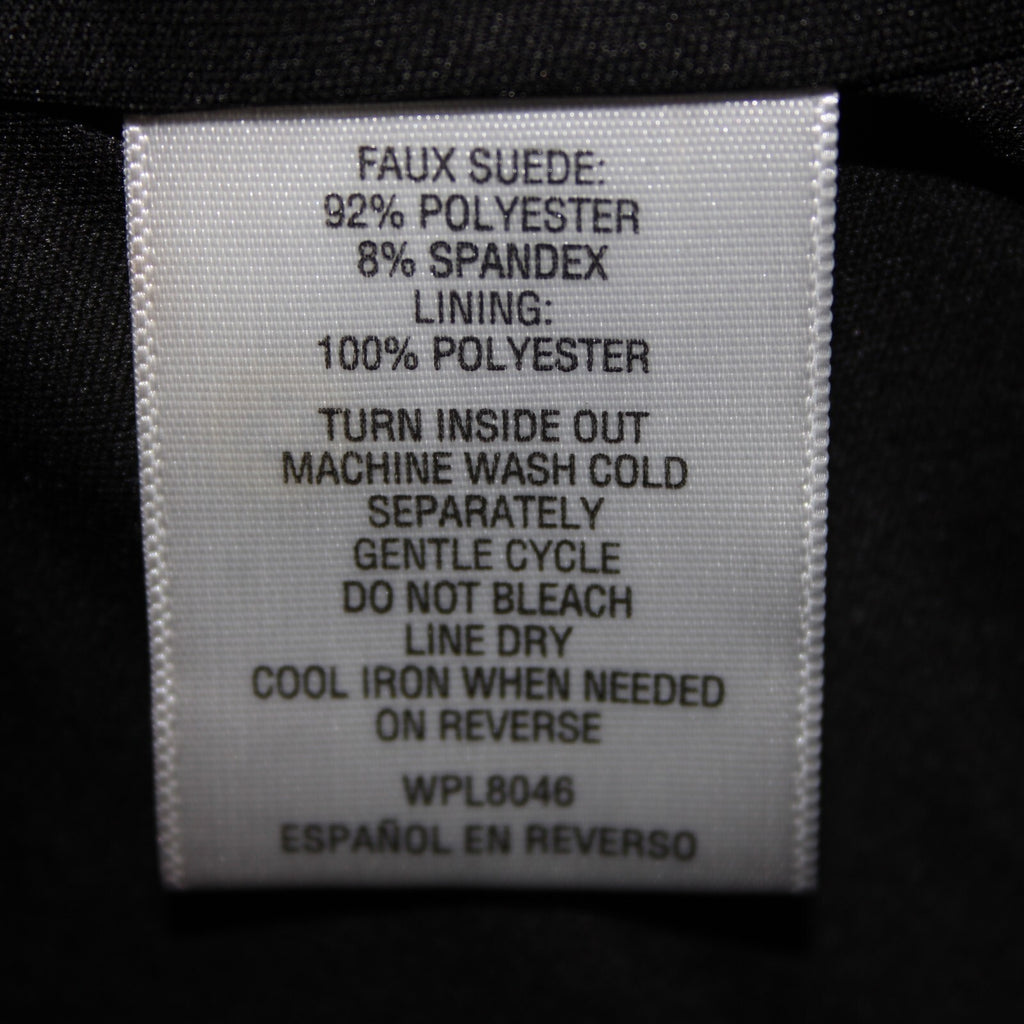 FAUX SUEDE:
92% POLYESTER
8% SPANDEX
LINING:
100% POLYESTER
TURN INSIDE OUT
MACHINE WASH COLD
SEPARATELY
GENTLE CYCLE
DO NOT BLEACH
LINE DRY
COOL IRON WHEN NEEDED
ON REVERSE
WPL8046
ESPAÑOL EN REVERSO